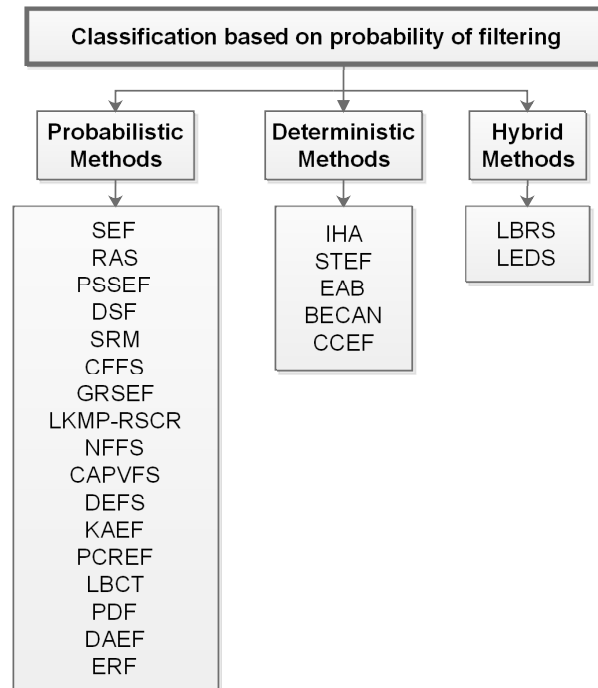 Classification based on probability of filtering
Probabilistic
Methods
Deterministic
Methods
Hybrid
Methods
SEF
RAS
PSSEF
DSF
SRM
CFFS
GRSEF
LKMP-RSCR
NFFS
CAPVFS
DEFS
KAEF
PCREF
LBCT
PDF
DAEF
ERF
IHA
STEF
EAB
BECAN
CCEF
LBRS
LEDS